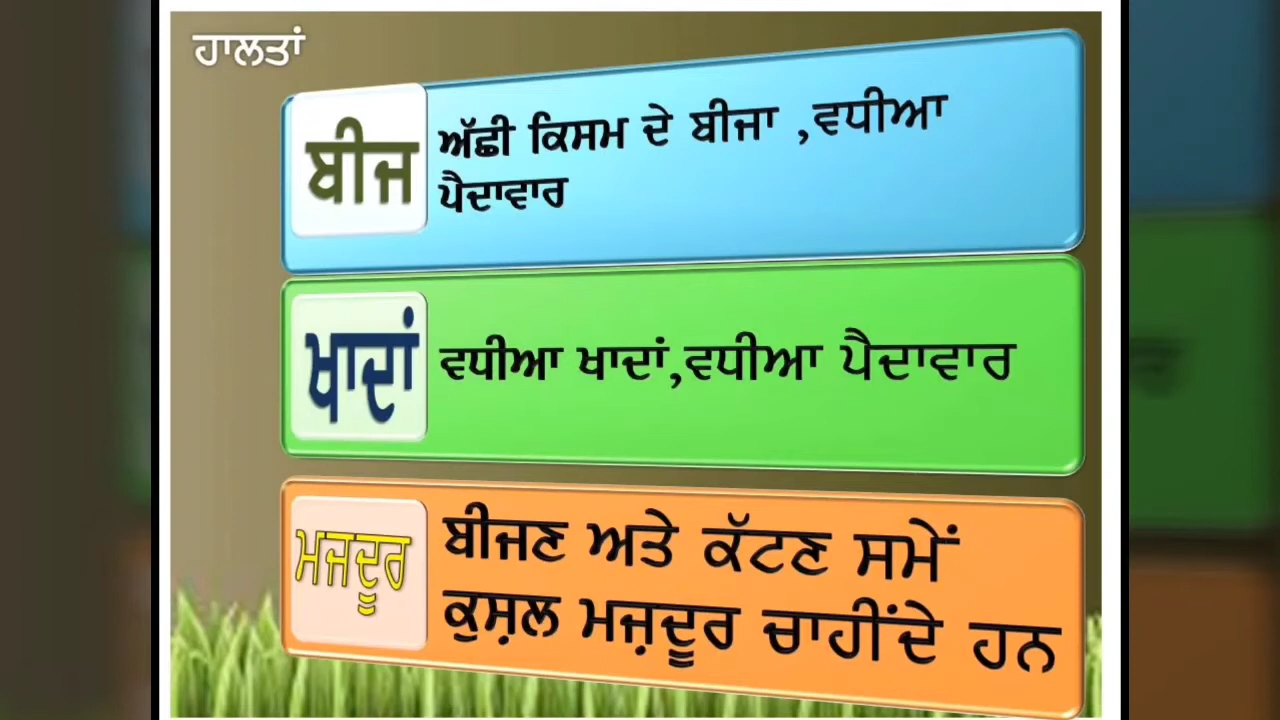 ਹਾਲਤਾਂ
ਬੀਜ
ਅੱਛੀ ਕਿਸਮ ਦੇ ਬੀਜਾ ,ਵਧੀਆ
ਪੈਦਾਵਾਰ
ਖਾਦਾਂ
ਵਧੀਆ ਖਾਦਾਂ,ਵਧੀਆ ਪੈਦਾਵਾਰ
ਮਜਦੂਰ
ਬੀਜਣ ਅਤੇ ਕੱਟਣ ਸਮੇਂ
ਕੁਸ਼ਲ ਮਜ਼ਦੂਰ ਚਾਹੀਂਦੇ ਹਨ